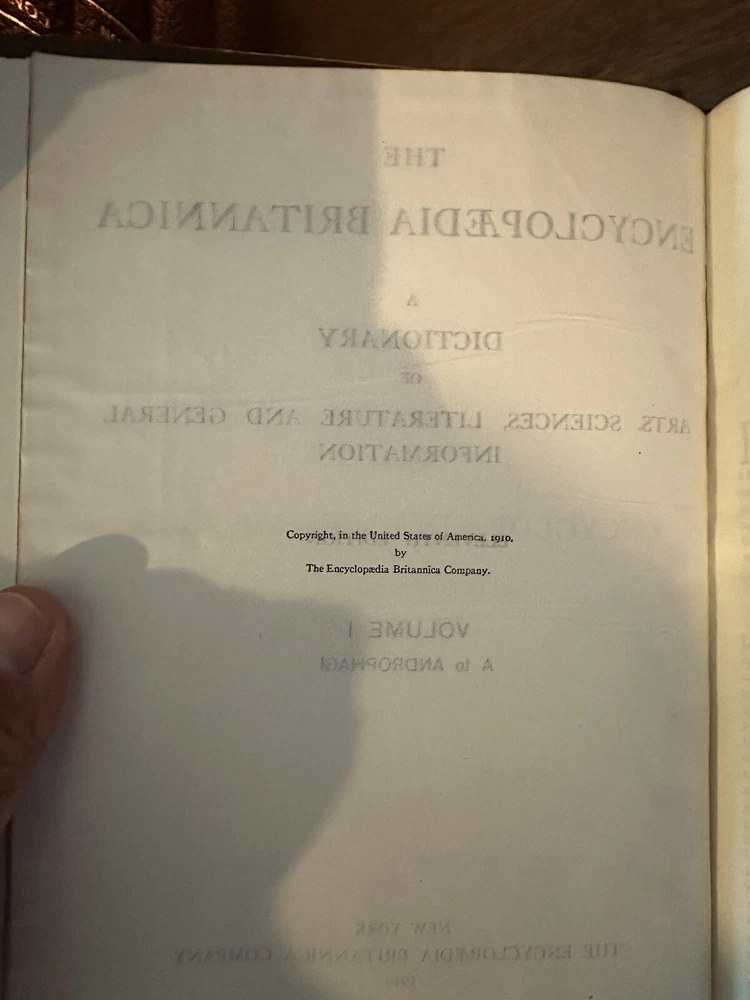 THE
ENCYCLOPÆDIA BRITANNICA
A
DICTIONARY
OF
ARTS, SCIENCES, LITERATURE AND GENERAL
INFORMATION
Copyright, in the United States of America, 1910,
by
The Encyclopædia Britannica Company.
VOLUME I
A to ANDROPHAGI
NEW YORK
THE ENCYCLOPÆDIA BRITANNICA COMPANY